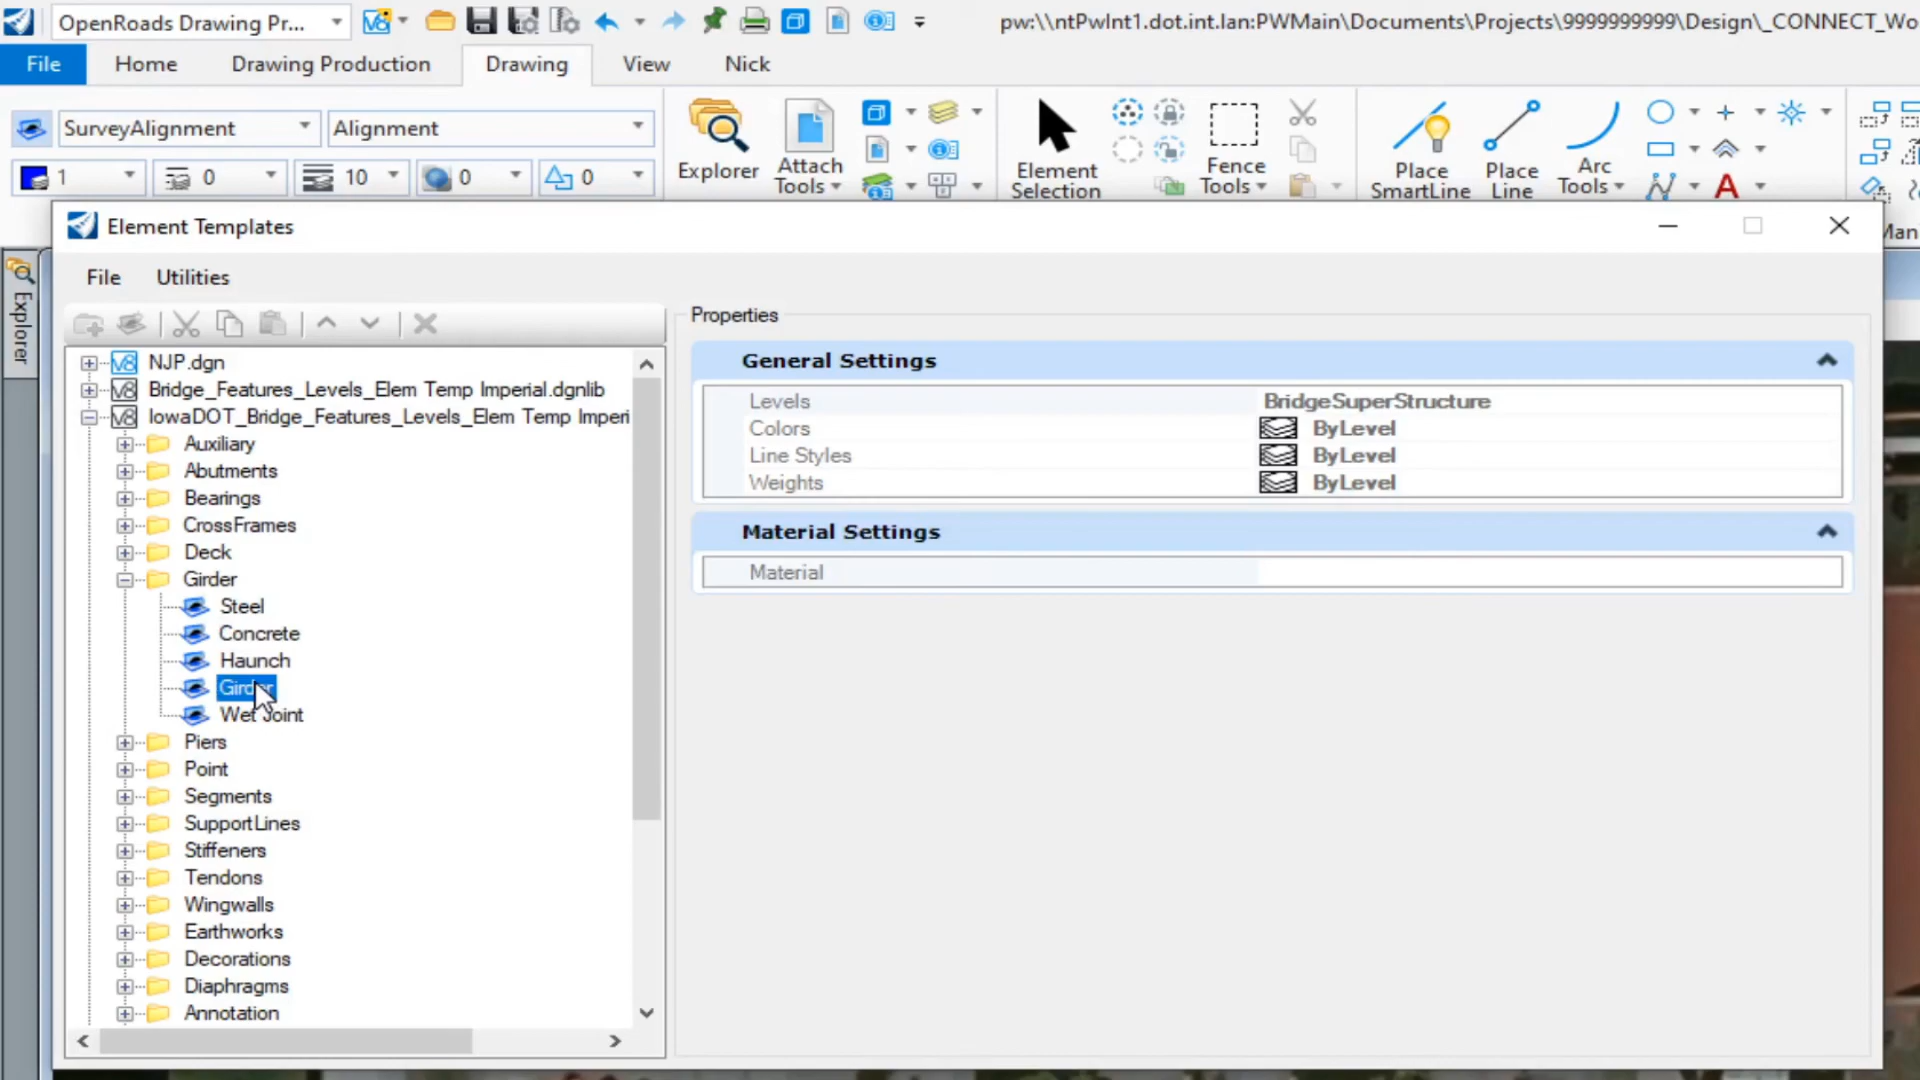 OpenRoads Drawing Pr...
pw:\\ntPwInt1.dot.int.lan:PWMain\Documents\Projects\9999999999\Design\_CONNECT_Wo
File Home Drawing Production Drawing View Nick
SurveyAlignment Alignment
1 0 10 0 0
Explorer
Attach Tools
Element Selection
Fence Tools
Place SmartLine
Place Line
Arc Tools
Man
Element Templates
File Utilities
Explorer
Properties
NJP.dgn
Bridge_Features_Levels_Elem Temp Imperial.dgnlib
IowaDOT_Bridge_Features_Levels_Elem Temp Imperi
Auxiliary
Abutments
Bearings
CrossFrames
Deck
Girder
Steel
Concrete
Haunch
Girder
Wet Joint
Piers
Point
Segments
SupportLines
Stiffeners
Tendons
Wingwalls
Earthworks
Decorations
Diaphragms
Annotation
General Settings
Levels BridgeSuperStructure
Colors ByLevel
Line Styles ByLevel
Weights ByLevel
Material Settings
Material